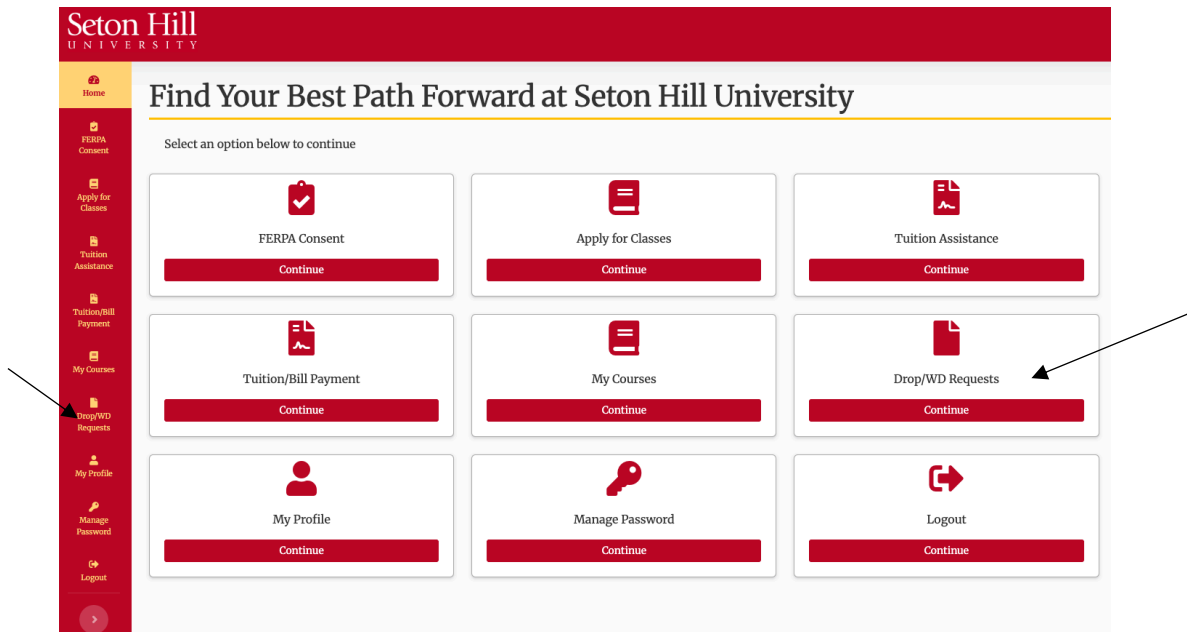 Seton Hill
UNIVERSITY
Home
FERPA
Consent
Apply for
Classes
Tuition
Assistance
Tuition/Bill
Payment
My Courses
Drop/WD
Requests
My Profile
Manage
Password
Logout
Find Your Best Path Forward at Seton Hill University
Select an option below to continue
FERPA Consent
Continue
Apply for Classes
Continue
Tuition Assistance
Continue
Tuition/Bill Payment
Continue
My Courses
Continue
Drop/WD Requests
Continue
My Profile
Continue
Manage Password
Continue
Logout
Continue